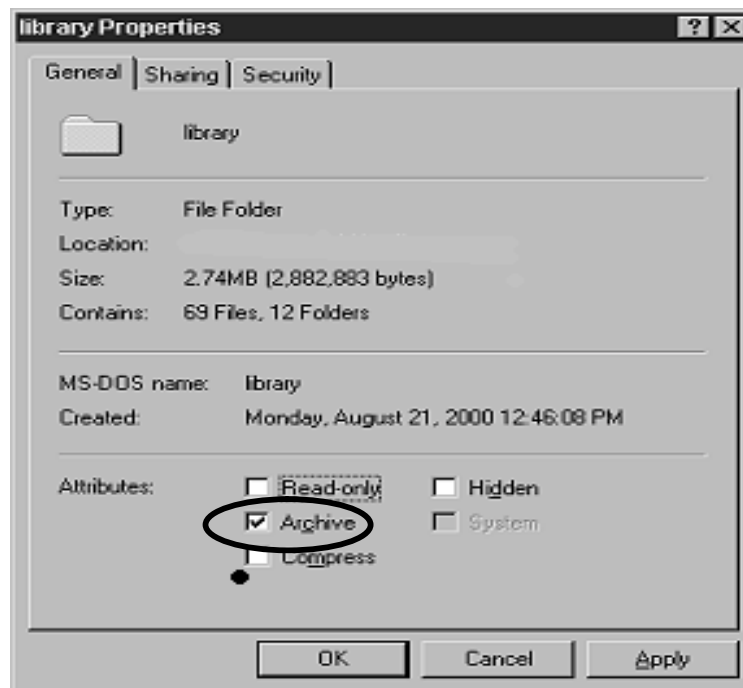 library Properties
General Sharing Security
library
Type: File Folder
Location:
Size: 2.74MB (2,882,883 bytes)
Contains: 69 Files, 12 Folders
MS-DOS name: library
Created: Monday, August 21, 2000 12:46:08 PM
Attributes: Read-only Hidden
Archive System
Compress
OK Cancel Apply